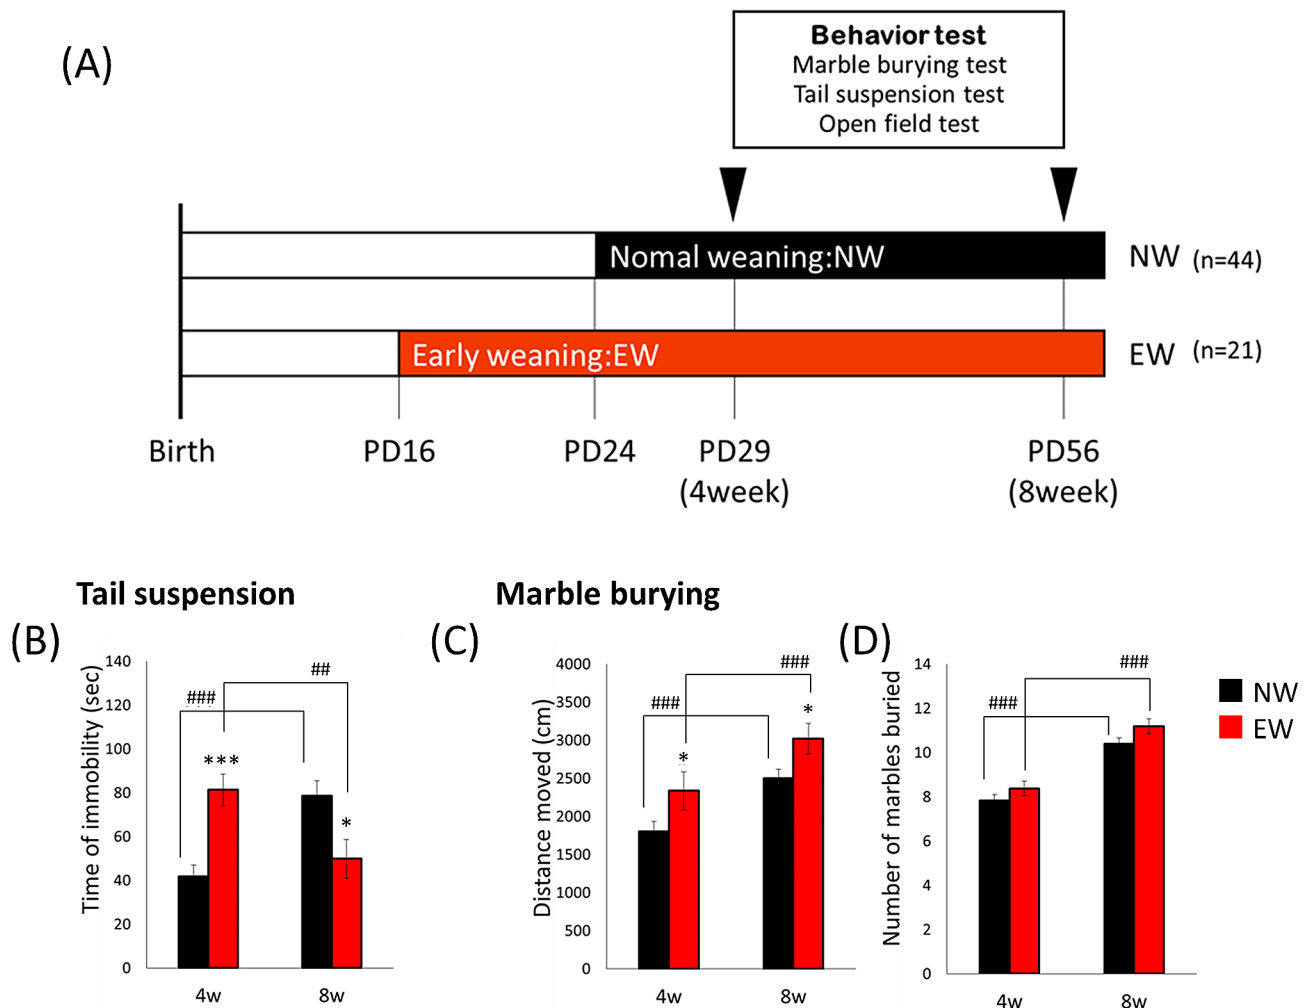 (A)
Behavior test
Marble burying test
Tail suspension test
Open field test
Nomal weaning:NW
NW (n=44)
Early weaning:EW
EW (n=21)
Birth
PD16
PD24
PD29
(4week)
PD56
(8week)
Tail suspension
Marble burying
(B)
Time of immobility (sec)
140
120
100
80
60
40
20
0
###
##
***
*
4w
8w
(C)
Distance moved (cm)
4000
3500
3000
2500
2000
1500
1000
500
0
###
###
*
*
4w
8w
(D)
Number of marbles buried
14
12
10
8
6
4
2
0
###
###
4w
8w
NW
EW